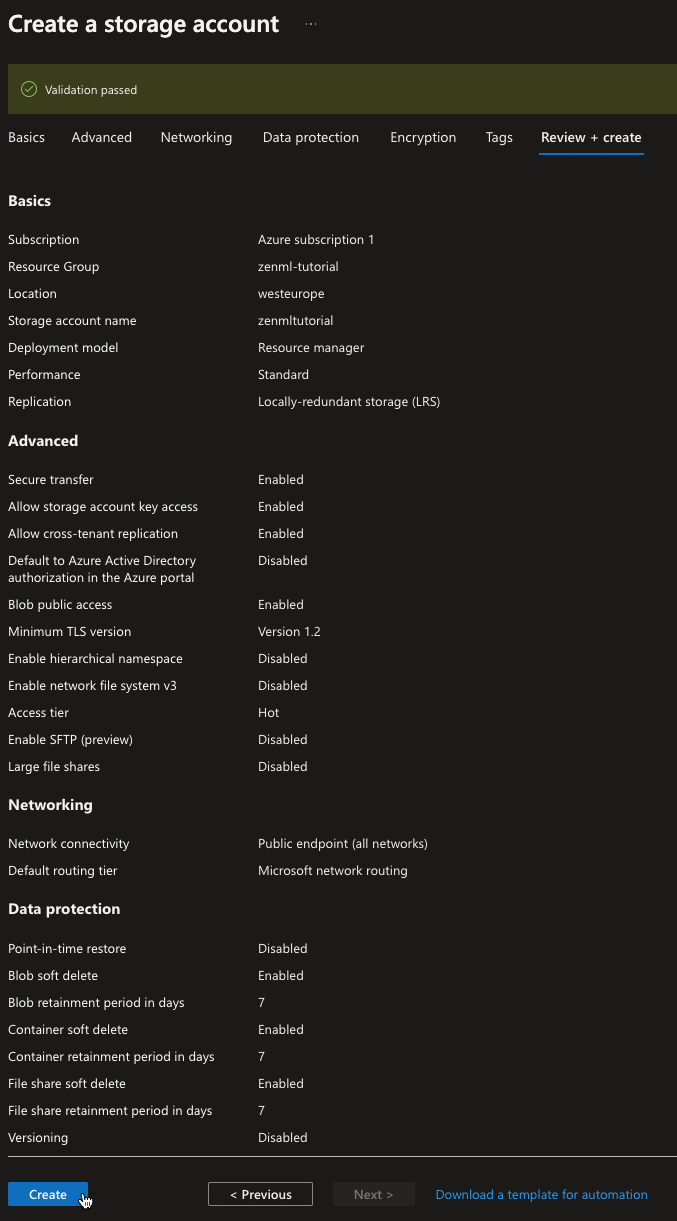 Create a storage account ...
Validation passed
Basics Advanced Networking Data protection Encryption Tags Review + create
Basics
Subscription Azure subscription 1
Resource Group zenml-tutorial
Location westeurope
Storage account name zenmltutorial
Deployment model Resource manager
Performance Standard
Replication Locally-redundant storage (LRS)
Advanced
Secure transfer Enabled
Allow storage account key access Enabled
Allow cross-tenant replication Enabled
Default to Azure Active Directory Disabled
authorization in the Azure portal
Blob public access Enabled
Minimum TLS version Version 1.2
Enable hierarchical namespace Disabled
Enable network file system v3 Disabled
Access tier Hot
Enable SFTP (preview) Disabled
Large file shares Disabled
Networking
Network connectivity Public endpoint (all networks)
Default routing tier Microsoft network routing
Data protection
Point-in-time restore Disabled
Blob soft delete Enabled
Blob retainment period in days 7
Container soft delete Enabled
Container retainment period in days 7
File share soft delete Enabled
File share retainment period in days 7
Versioning Disabled
Create < Previous Next > Download a template for automation